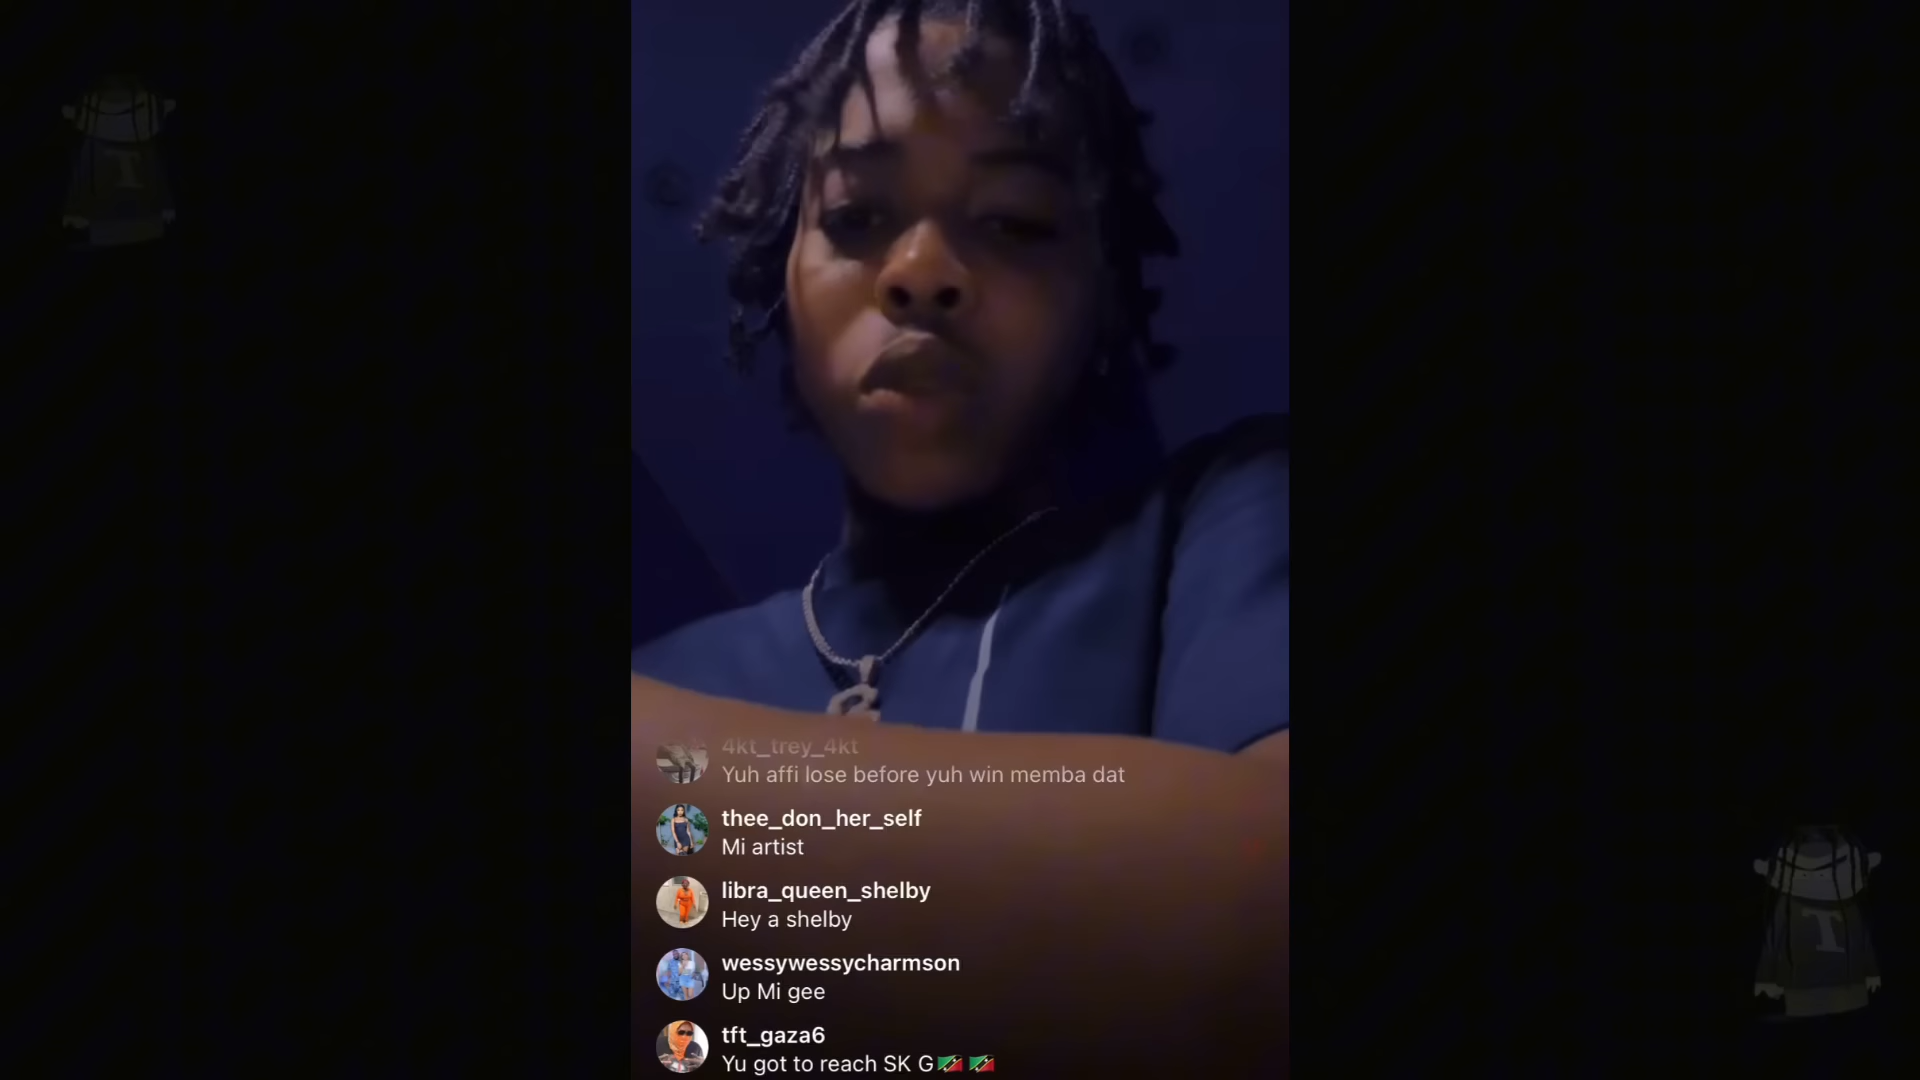 T
4kt_trey_4kt
Yuh affi lose before yuh win memba dat
thee_don_her_self
Mi artist
libra_queen_shelby
Hey a shelby
wessywessycharmson
Up Mi gee
T
tft_gaza6
Yu got to reach SK G🇰🇳 🇰🇳